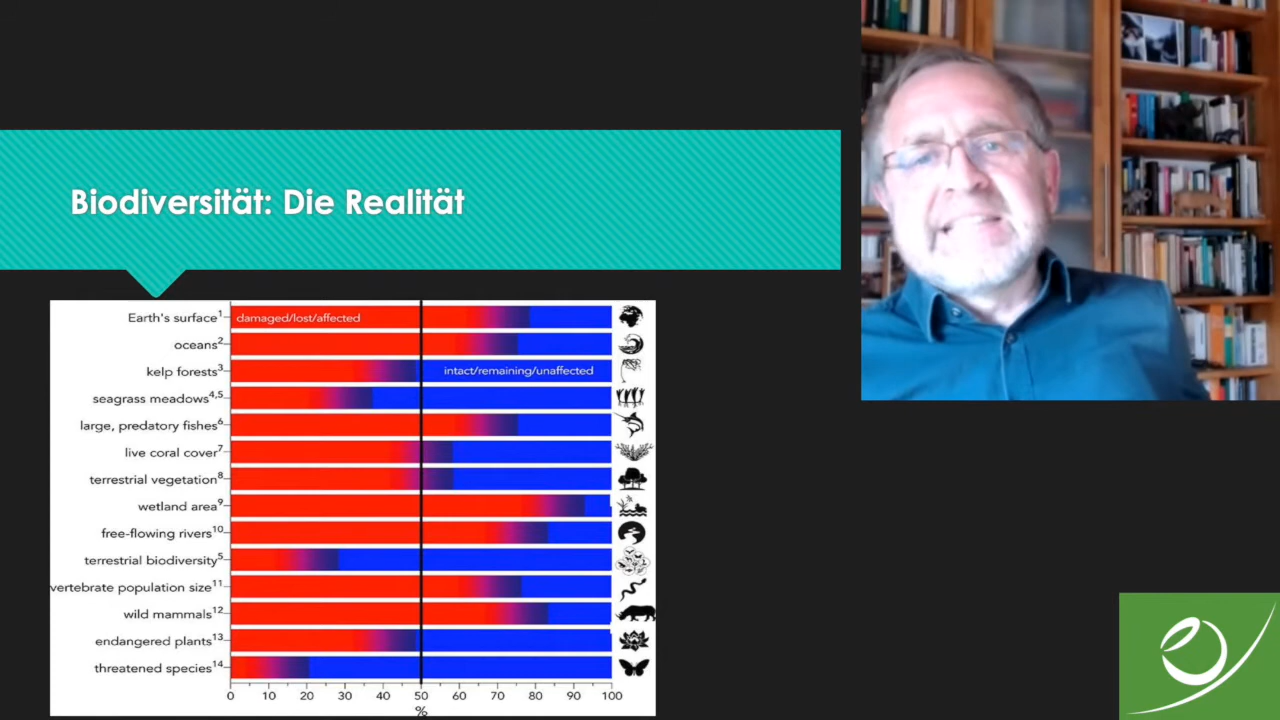 Biodiversität: Die Realität
Earth's surface¹
damaged/lost/affected
oceans²
kelp forests³
intact/remaining/unaffected
seagrass meadows⁴,⁵
large, predatory fishes⁶
live coral cover⁷
terrestrial vegetation⁸
wetland area⁹
free-flowing rivers¹⁰
terrestrial biodiversity⁵
vertebrate population size¹¹
wild mammals¹²
endangered plants¹³
threatened species¹⁴
0 10 20 30 40 50 60 70 80 90 100
%